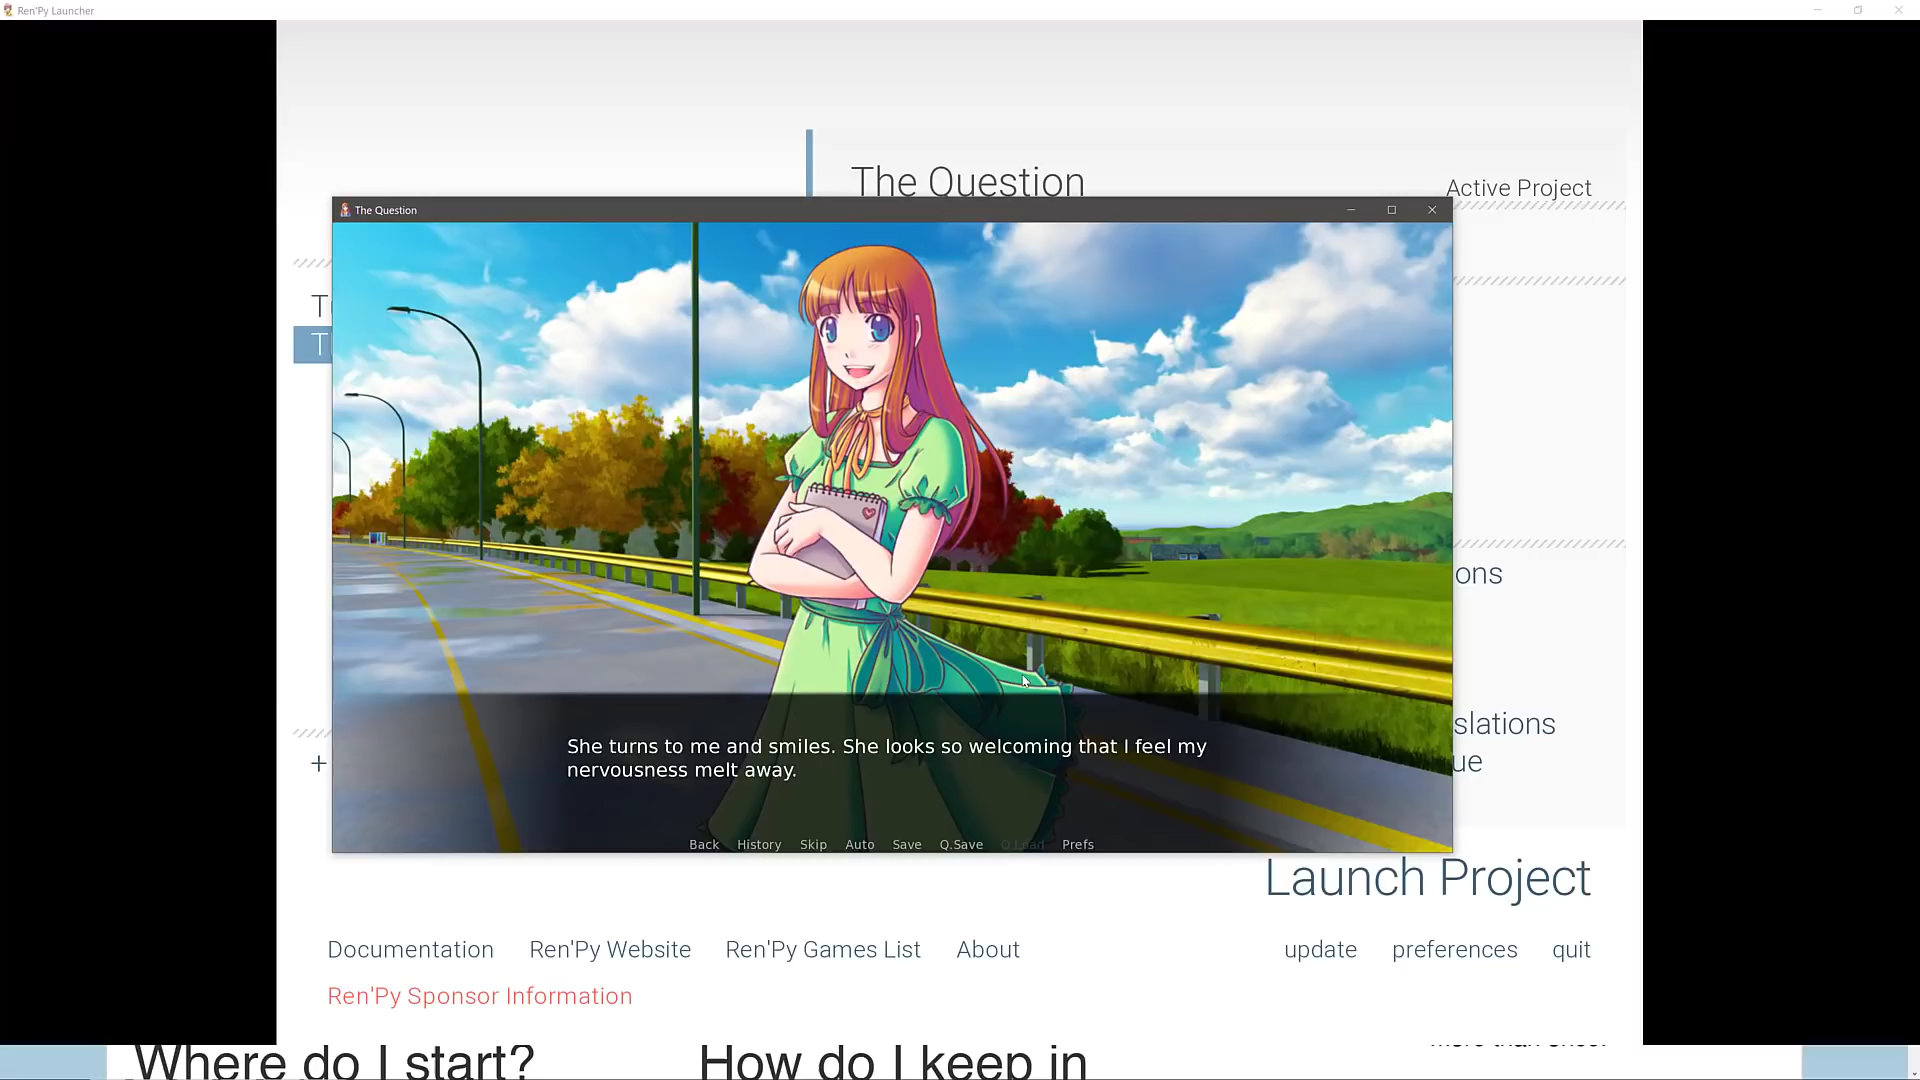 Ren'Py Launcher
The Question
Active Project
The Question
T
T
ons
slations
ue
+
She turns to me and smiles. She looks so welcoming that I feel my
nervousness melt away.
Back History Skip Auto Save Q.Save Q.Load Prefs
Launch Project
Documentation Ren'Py Website Ren'Py Games List About update preferences quit
Ren'Py Sponsor Information
Where do I start? How do I keep in